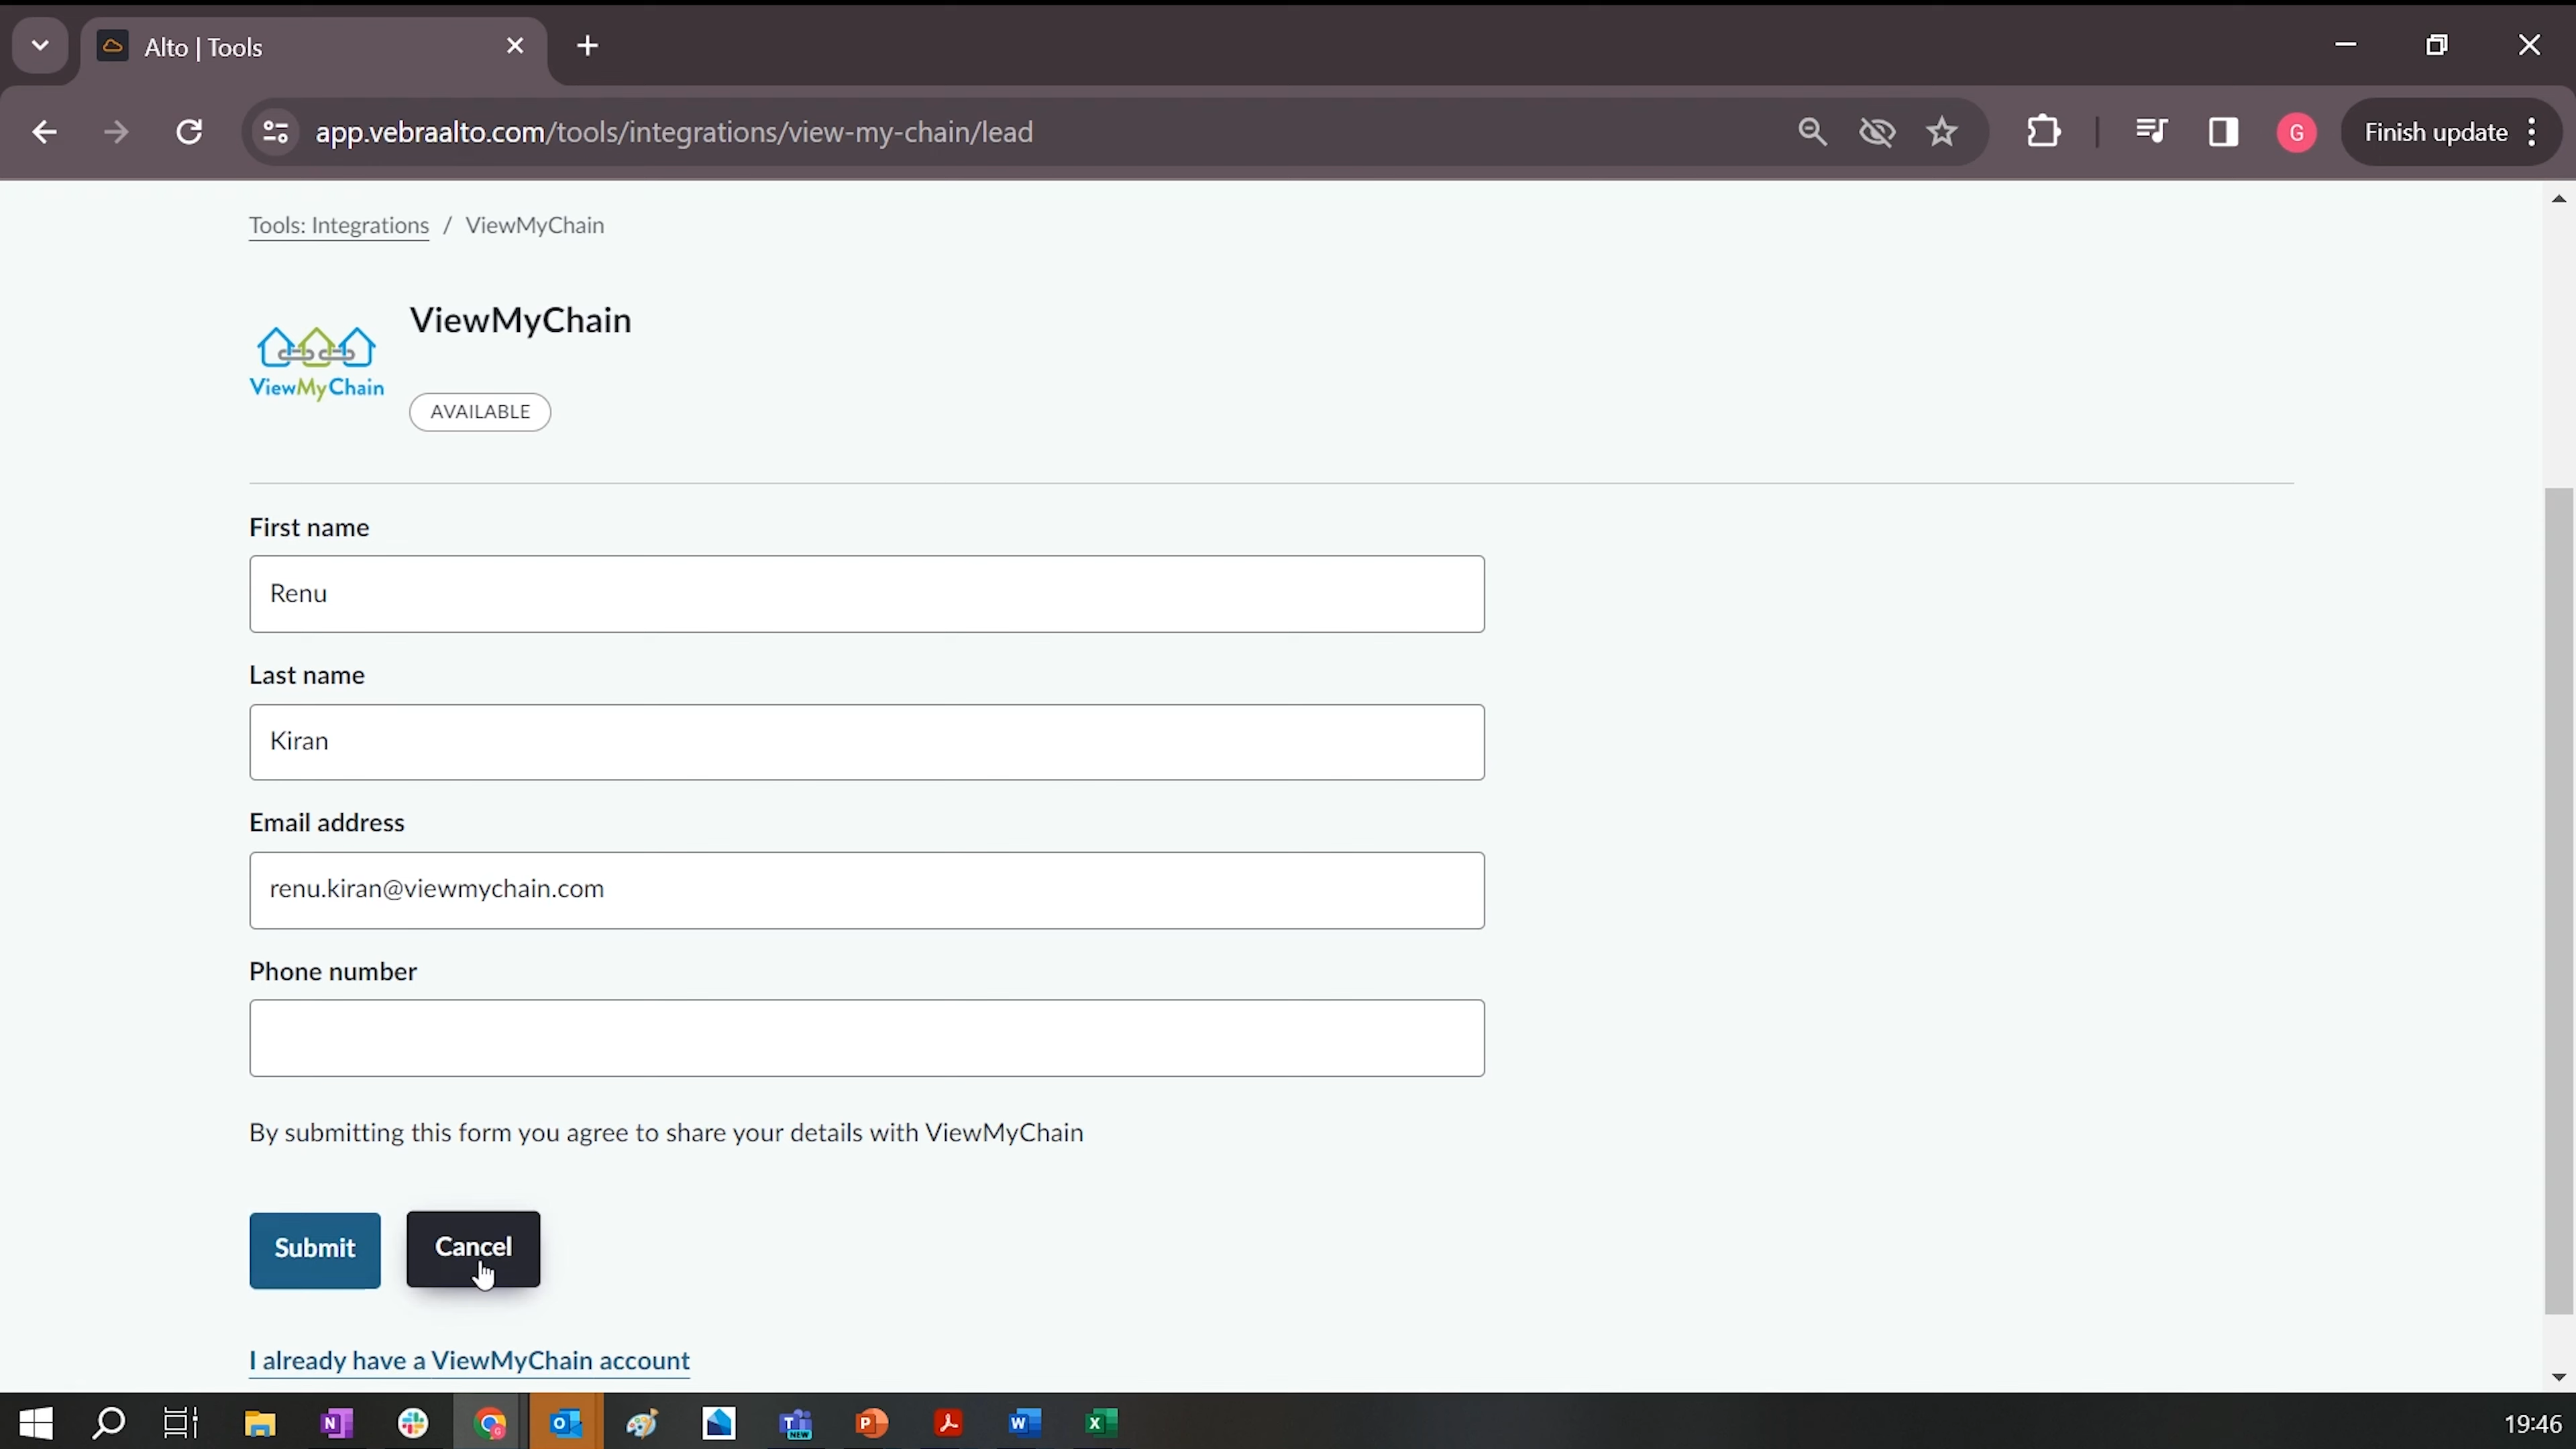 Alto | Tools
app.vebraalto.com/tools/integrations/view-my-chain/lead
G
Finish update
Tools: Integrations / ViewMyChain
ViewMyChain
ViewMyChain
AVAILABLE
First name
Renu
Last name
Kiran
Email address
renu.kiran@viewmychain.com
Phone number
By submitting this form you agree to share your details with ViewMyChain
Submit
Cancel
I already have a ViewMyChain account
N
G
O
T
NEW
P
W
X
19:46